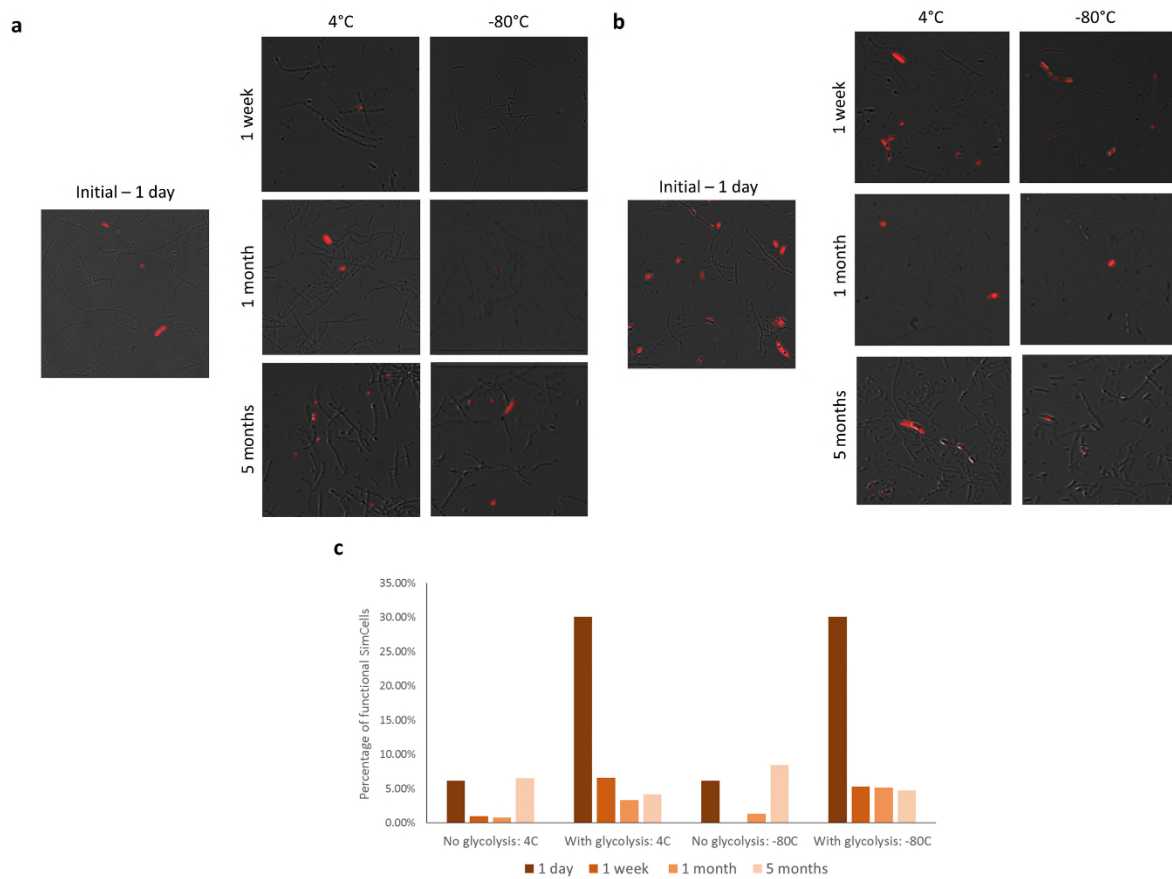 a
4°C
-80°C
1 week
Initial – 1 day
1 month
5 months
b
4°C
-80°C
1 week
Initial – 1 day
1 month
5 months
c
Percentage of functional SimCells
35.00%
30.00%
25.00%
20.00%
15.00%
10.00%
5.00%
0.00%
No glycolysis: 4C
With glycolysis: 4C
No glycolysis: -80C
With glycolysis: -80C
1 day
1 week
1 month
5 months